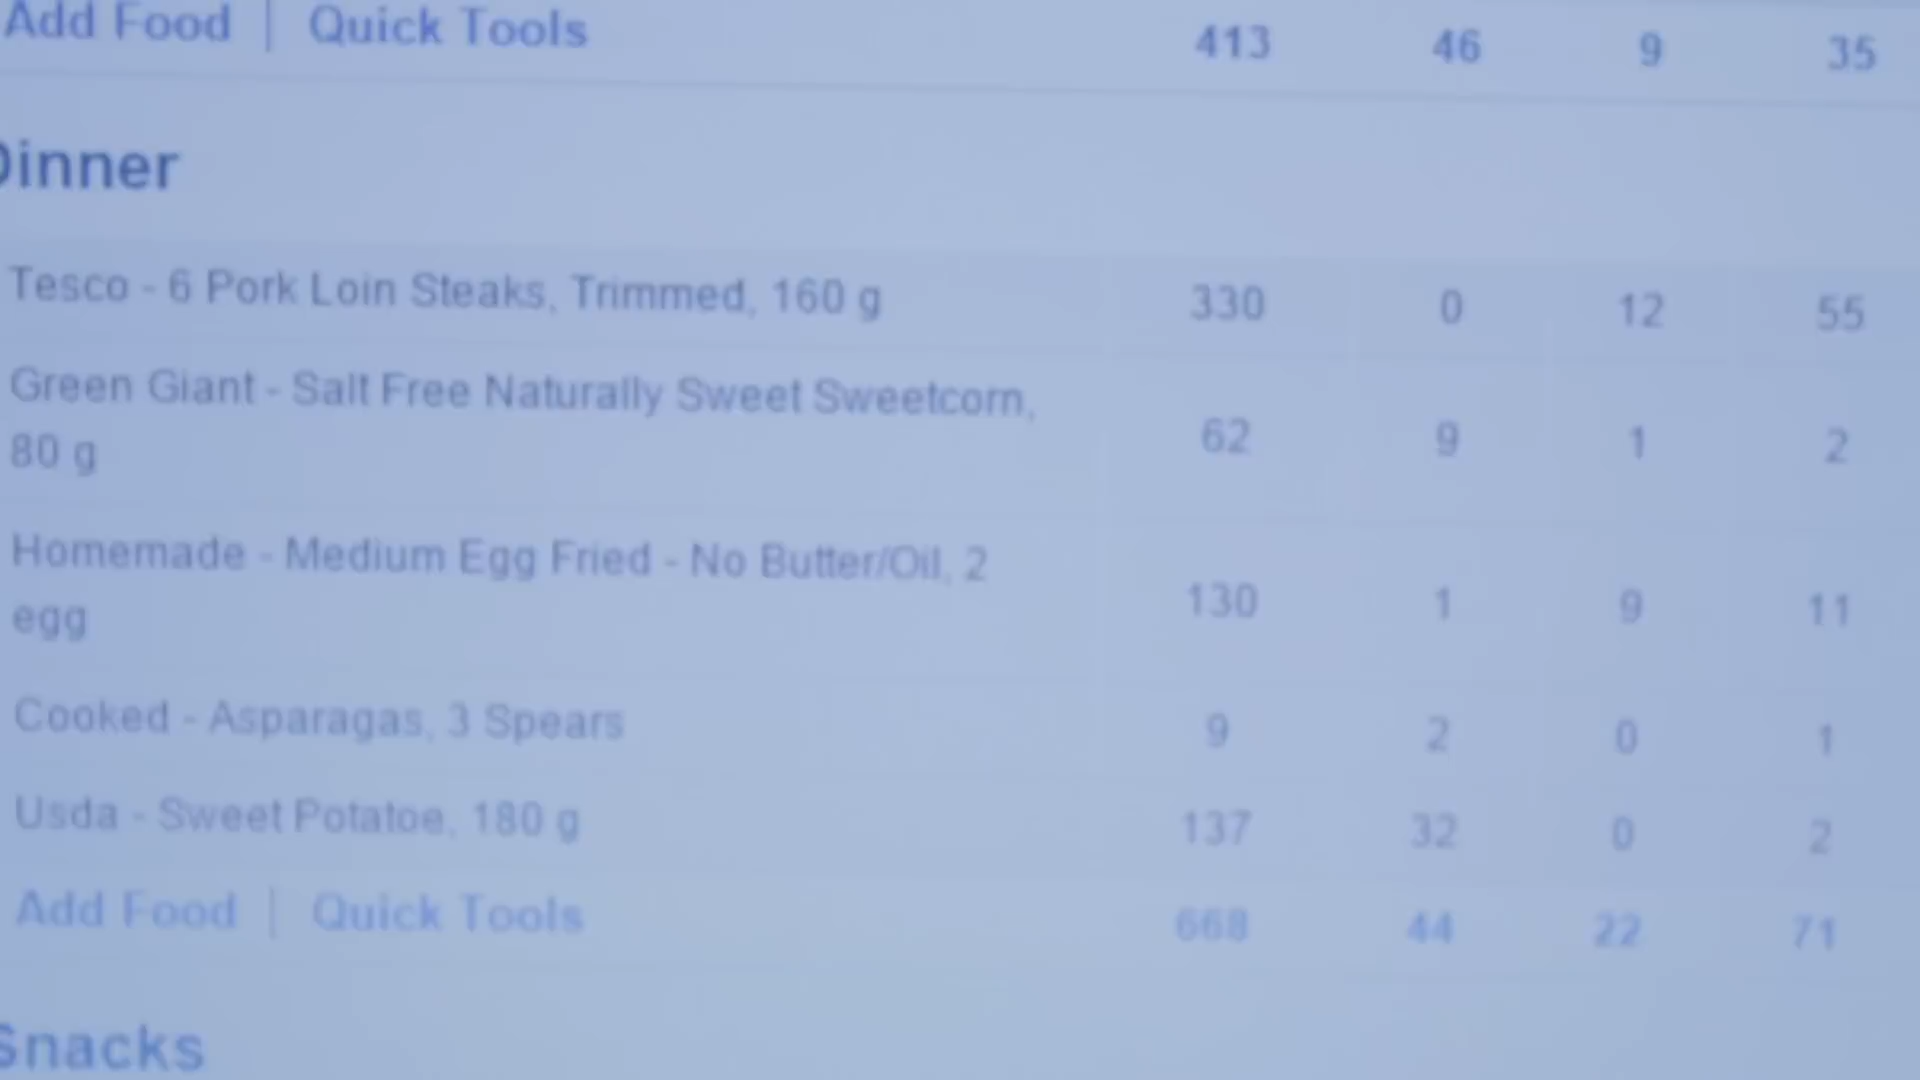 Add Food | Quick Tools 413 46 9 35
Dinner
Tesco - 6 Pork Loin Steaks, Trimmed, 160 g 330 0 12 55
Green Giant - Salt Free Naturally Sweet Sweetcorn,
80 g 62 9 1 2
Homemade - Medium Egg Fried - No Butter/Oil, 2
egg 130 1 9 11
Cooked - Asparagas, 3 Spears 9 2 0 1
Usda - Sweet Potatoe, 180 g 137 32 0 2
Add Food | Quick Tools 668 44 22 71
Snacks